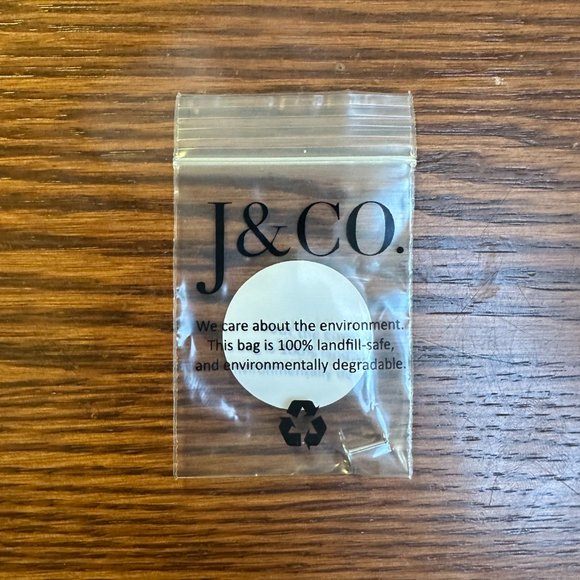 J&CO.
We care about the environment.
This bag is 100% landfill-safe,
and environmentally degradable.